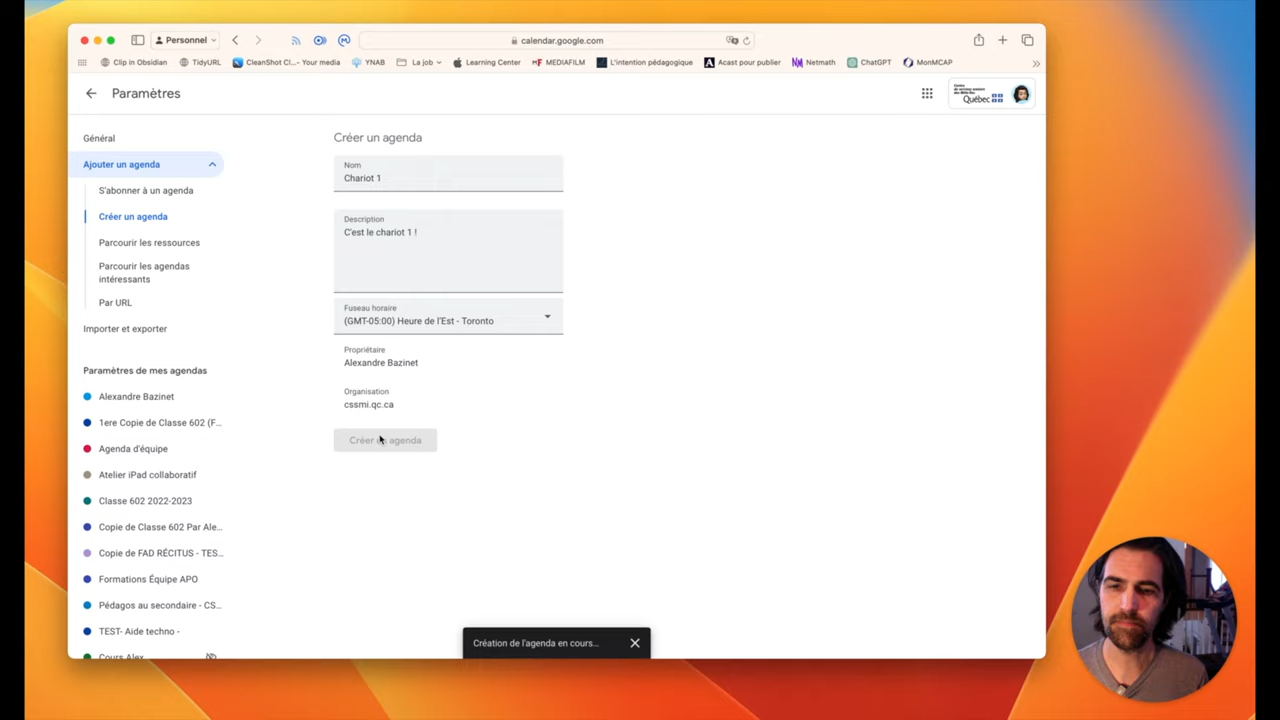 Personnel
calendar.google.com
Clip in Obsidian
TidyURL
CleanShot Cl...- Your media
YNAB
La job
Learning Center
MEDIAFILM
L'intention pédagogique
Acast pour publier
Netmath
ChatGPT
MonMCAP
Paramètres
Québec
Général
Ajouter un agenda
S'abonner à un agenda
Créer un agenda
Parcourir les ressources
Parcourir les agendas
intéressants
Par URL
Importer et exporter
Paramètres de mes agendas
Alexandre Bazinet
1ere Copie de Classe 602 (F...
Agenda d'équipe
Atelier iPad collaboratif
Classe 602 2022-2023
Copie de Classe 602 Par Ale...
Copie de FAD RÉCITUS - TES...
Formations Équipe APO
Pédagos au secondaire - CS...
TEST- Aide techno -
Cours Alex
Créer un agenda
Nom
Chariot 1
Description
C'est le chariot 1 !
Fuseau horaire
(GMT-05:00) Heure de l'Est - Toronto
Propriétaire
Alexandre Bazinet
Organisation
cssmi.qc.ca
Créer un agenda
Création de l'agenda en cours...